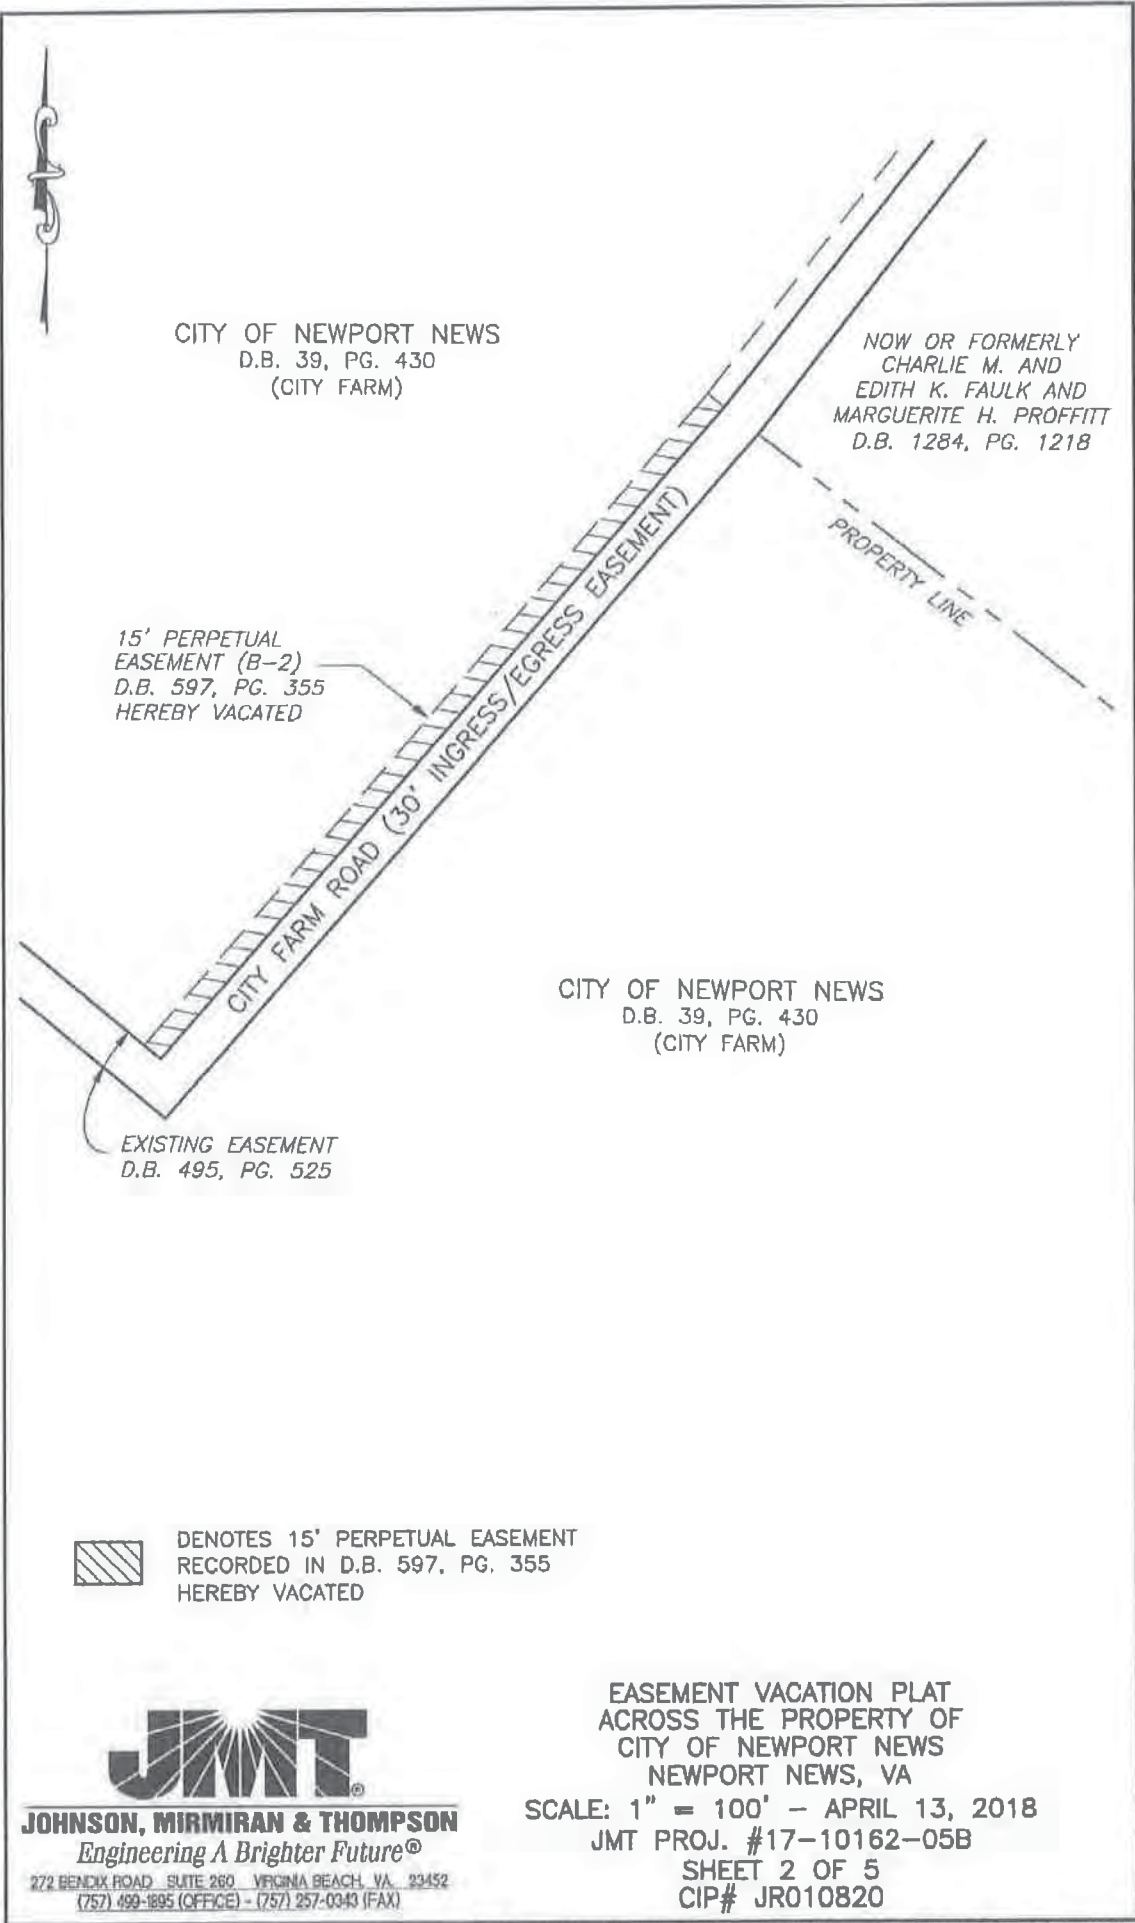 CITY OF NEWPORT NEWS
D.B. 39, PG. 430
(CITY FARM)
NOW OR FORMERLY
CHARLIE M. AND
EDITH K. FAULK AND
MARGUERITE H. PROFFITT
D.B. 1284, PG. 1218
PROPERTY LINE
15' PERPETUAL
EASEMENT (B-2)
D.B. 597, PG. 355
HEREBY VACATED
CITY FARM ROAD (30' INGRESS/EGRESS EASEMENT)
CITY OF NEWPORT NEWS
D.B. 39, PG. 430
(CITY FARM)
EXISTING EASEMENT
D.B. 495, PG. 525
DENOTES 15' PERPETUAL EASEMENT
RECORDED IN D.B. 597, PG. 355
HEREBY VACATED
JMT®
JOHNSON, MIRMIRAN & THOMPSON
Engineering A Brighter Future®
272 BENDIX ROAD SUITE 260 VIRGINIA BEACH, VA. 23452
(757) 499-1895 (OFFICE) - (757) 257-0343 (FAX)
EASEMENT VACATION PLAT
ACROSS THE PROPERTY OF
CITY OF NEWPORT NEWS
NEWPORT NEWS, VA
SCALE: 1" = 100' - APRIL 13, 2018
JMT PROJ. #17-10162-05B
SHEET 2 OF 5
CIP# JR010820